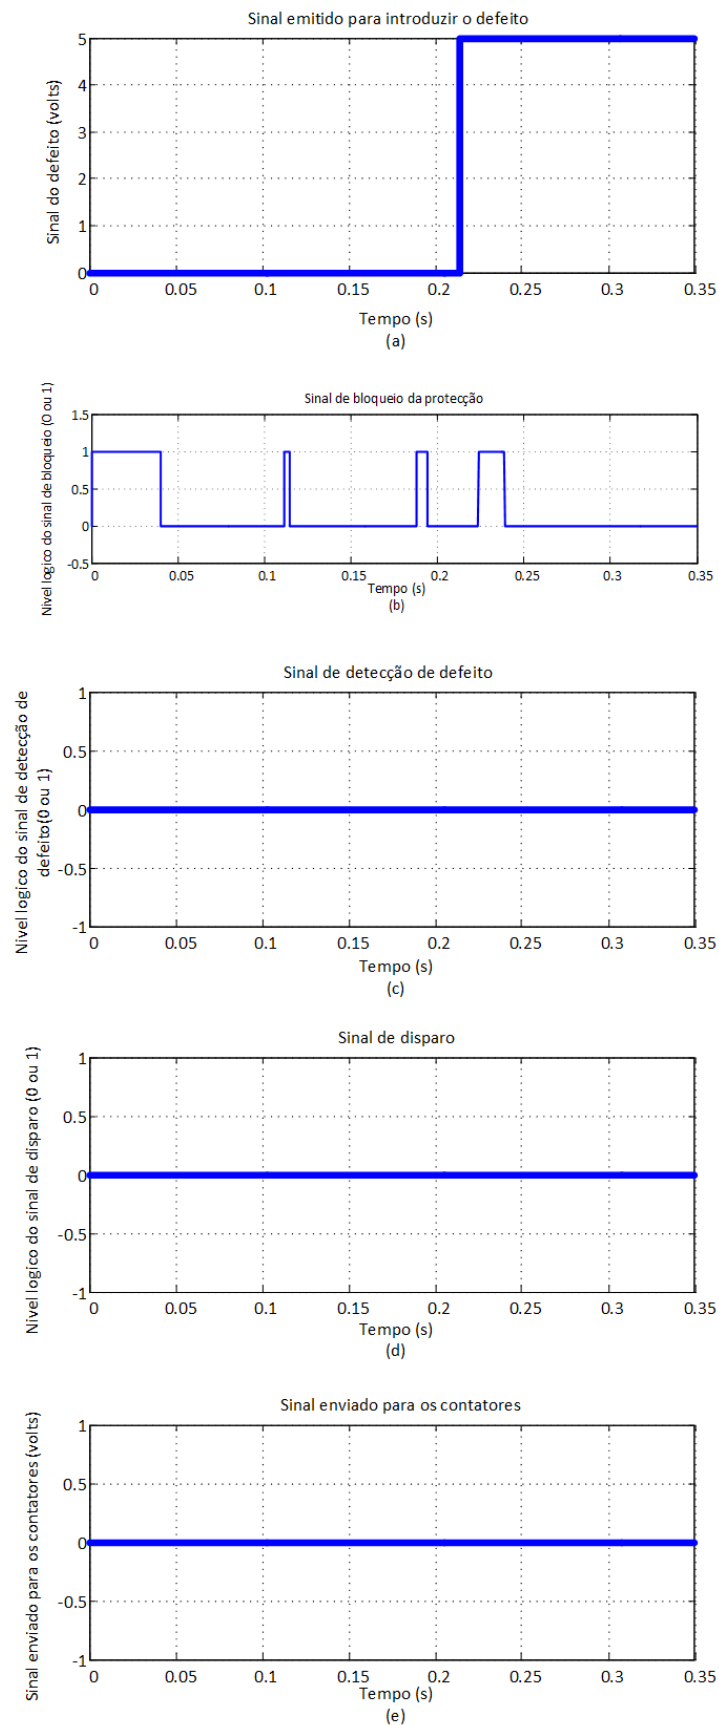 Sinal emitido para introduzir o defeito
Sinal do defeito (volts)
5
4
3
2
1
0
0 0.05 0.1 0.15 0.2 0.25 0.3 0.35
Tempo (s)
(a)
Sinal de bloqueio da protecção
Nivel logico do sinal de bloqueio (0 ou 1)
1.5
1
0.5
0
-0.5
0 0.05 0.1 0.15 0.2 0.25 0.3 0.35
Tempo (s)
(b)
Sinal de detecção de defeito
Nivel logico do sinal de detecção de
defeito(0 ou 1)
1
0.5
0
-0.5
-1
0 0.05 0.1 0.15 0.2 0.25 0.3 0.35
Tempo (s)
(c)
Sinal de disparo
Nivel logico do sinal de disparo (0 ou 1)
1
0.5
0
-0.5
-1
0 0.05 0.1 0.15 0.2 0.25 0.3 0.35
Tempo (s)
(d)
Sinal enviado para os contatores
Sinal enviado para os contatores (volts)
1
0.5
0
-0.5
-1
0 0.05 0.1 0.15 0.2 0.25 0.3 0.35
Tempo (s)
(e)